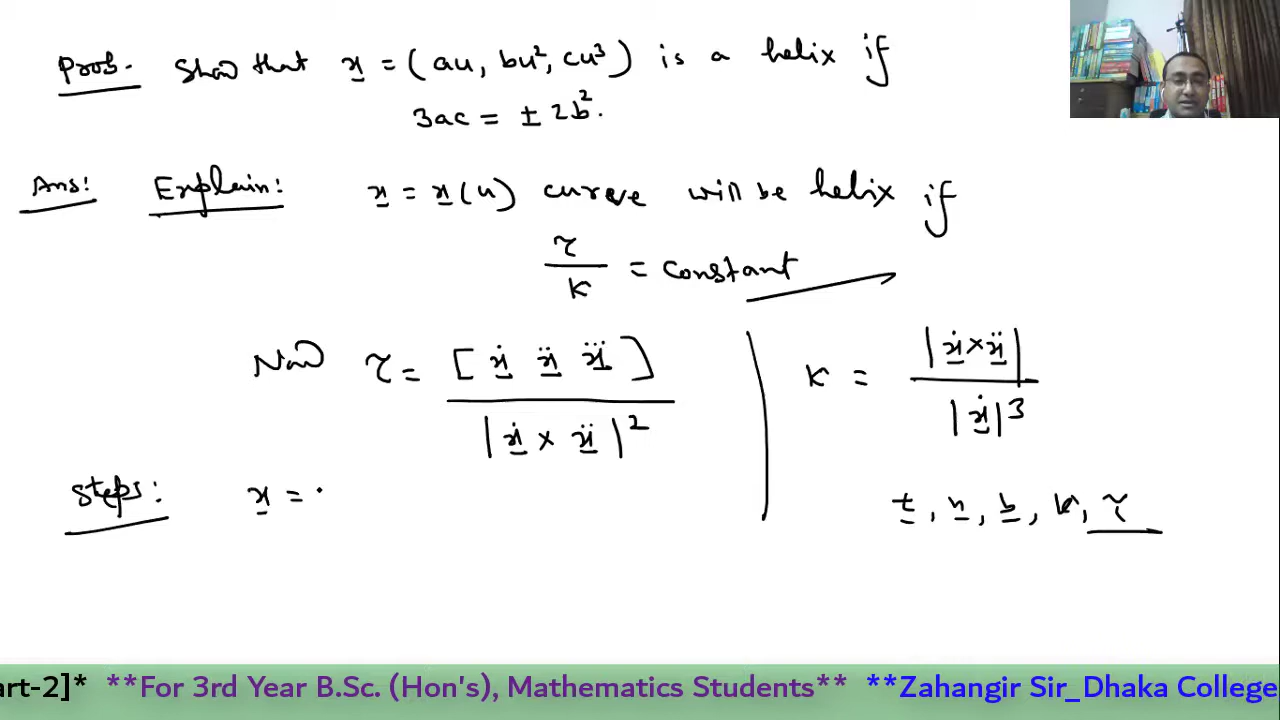 Prob. Show that x = (au, bu², cu³) is a helix if
3ac = ± 2b².
Ans: Explain: x = x(u) curve will be helix if
τ/κ = constant
Now τ = [ẋ ẍ x⃛] / |ẋ × ẍ|² κ = |ẋ × ẍ| / |ẋ|³
Steps: x = ·
t, n, b, κ, τ
art-2]* **For 3rd Year B.Sc. (Hon's), Mathematics Students** **Zahangir Sir_Dhaka College